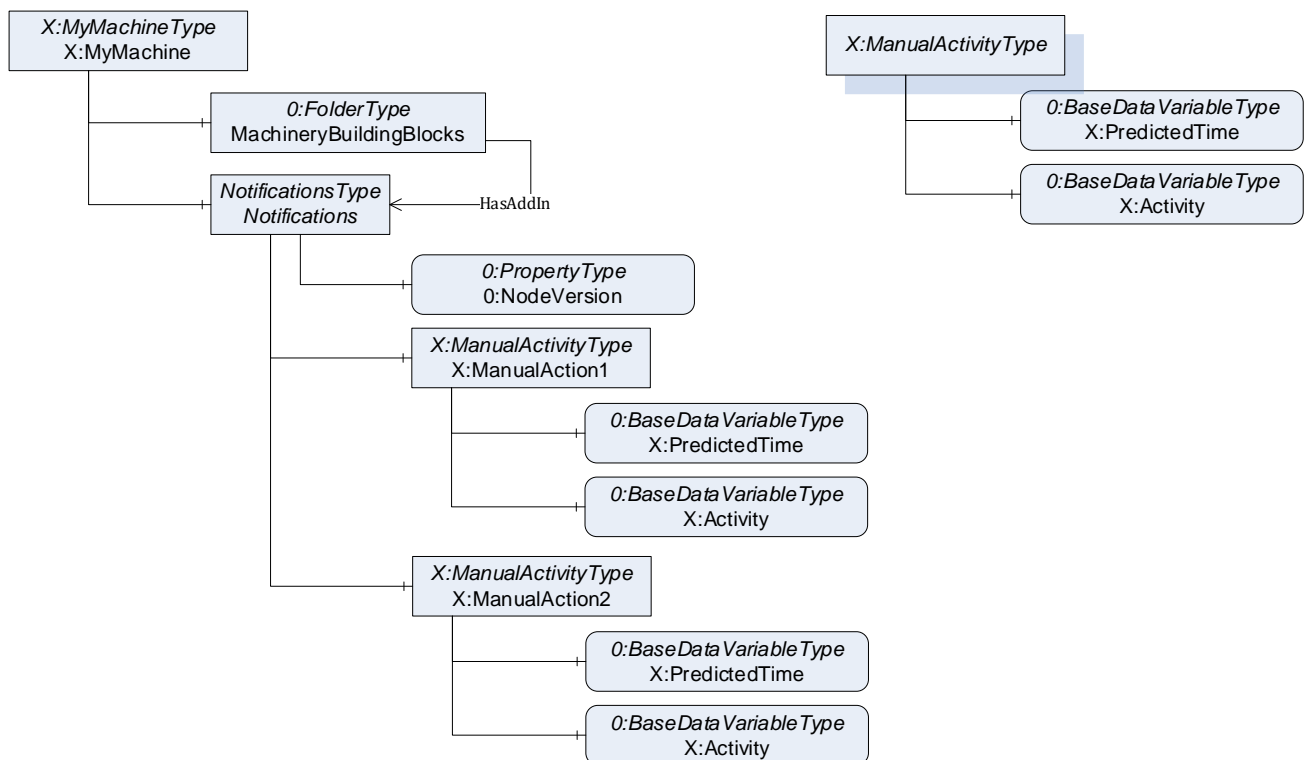 X:MyMachineType
X:MyMachine
X:ManualActivityType
0:FolderType
MachineryBuildingBlocks
0:BaseDataVariableType
X:PredictedTime
NotificationsType
Notifications
HasAddIn
0:BaseDataVariableType
X:Activity
0:PropertyType
0:NodeVersion
X:ManualActivityType
X:ManualAction1
0:BaseDataVariableType
X:PredictedTime
0:BaseDataVariableType
X:Activity
X:ManualActivityType
X:ManualAction2
0:BaseDataVariableType
X:PredictedTime
0:BaseDataVariableType
X:Activity